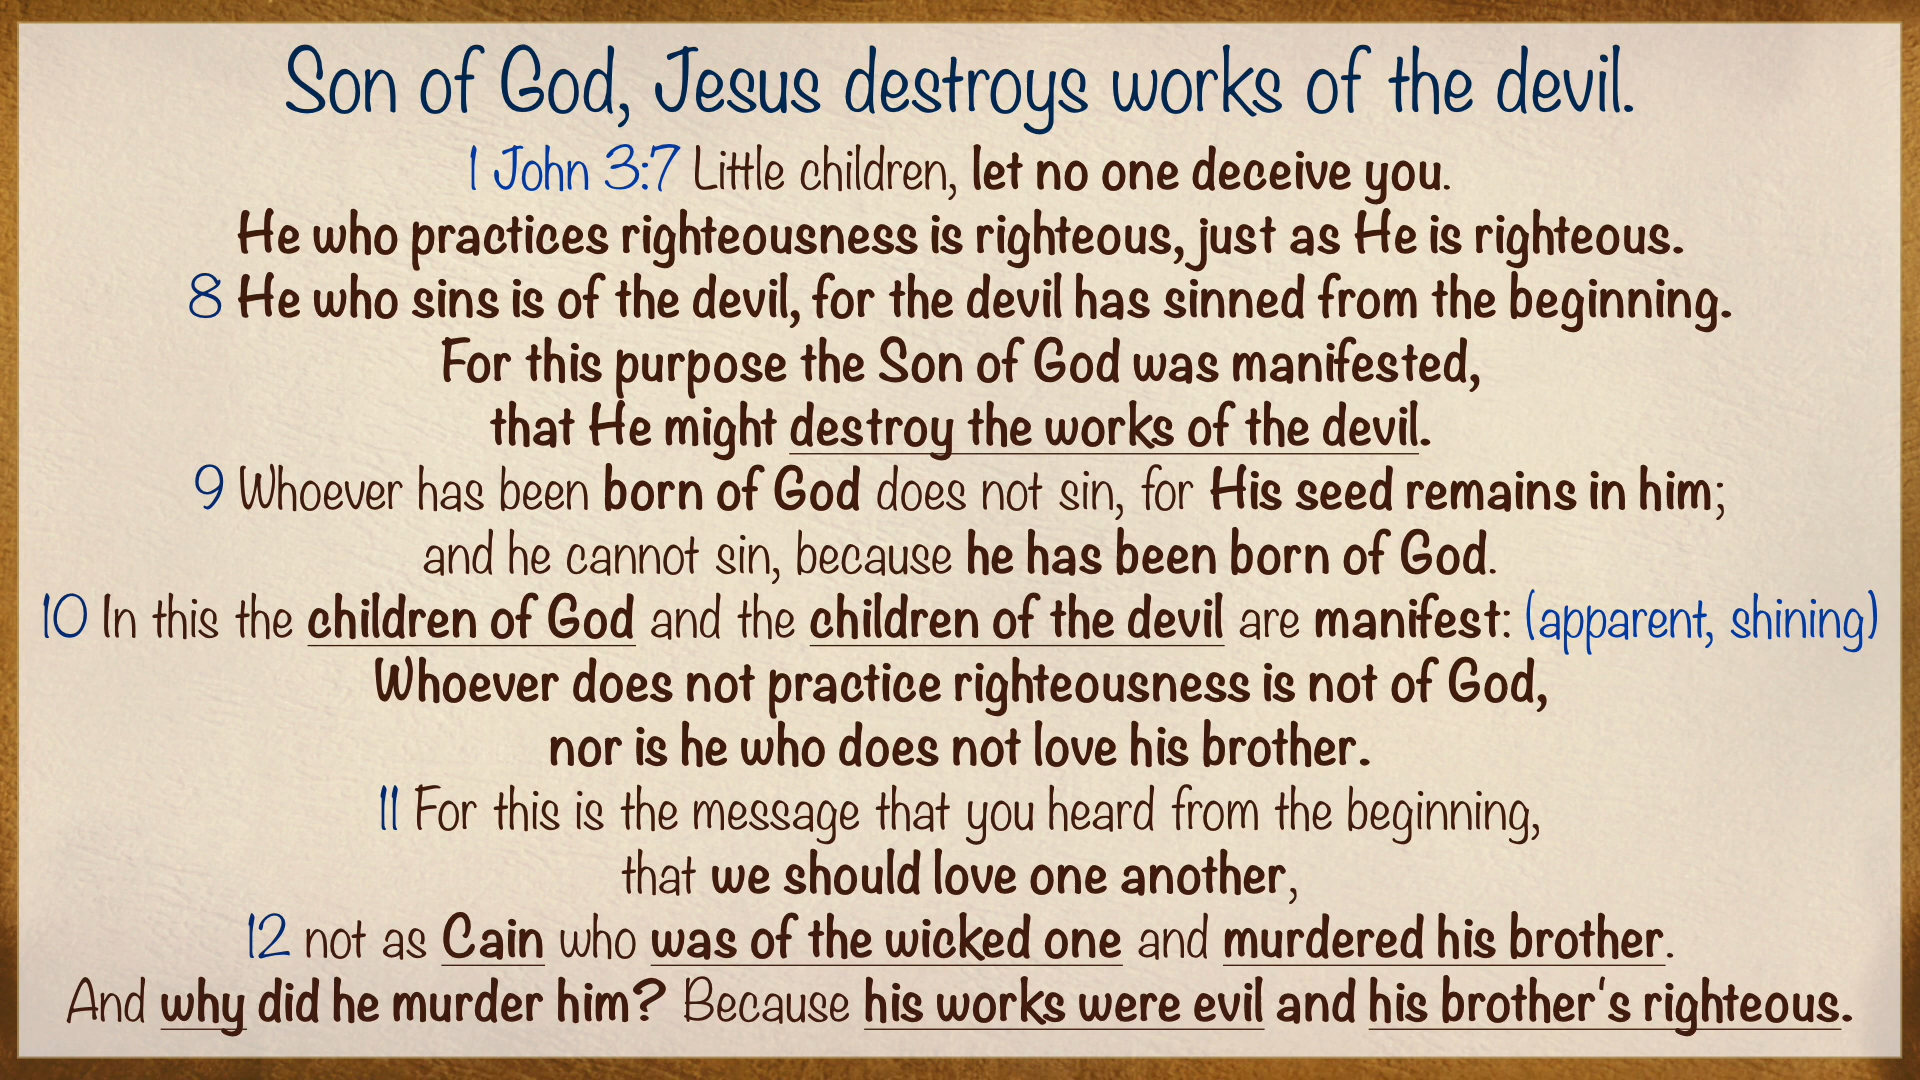 Son of God, Jesus destroys works of the devil.
1 John 3:7 Little children, let no one deceive you.
He who practices righteousness is righteous, just as He is righteous.
8 He who sins is of the devil, for the devil has sinned from the beginning.
For this purpose the Son of God was manifested,
that He might destroy the works of the devil.
9 Whoever has been born of God does not sin, for His seed remains in him;
and he cannot sin, because he has been born of God.
10 In this the children of God and the children of the devil are manifest: (apparent, shining)
Whoever does not practice righteousness is not of God,
nor is he who does not love his brother.
11 For this is the message that you heard from the beginning,
that we should love one another,
12 not as Cain who was of the wicked one and murdered his brother.
And why did he murder him? Because his works were evil and his brother's righteous.